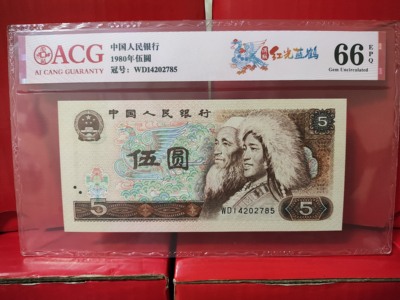 ACG
AI CANG GUARANTY
中国人民银行
1980年伍圆
冠号：WD14202785
红光蓝鹤
66
EPQ
Gem Uncirculated
中国人民银行
5
伍圆
WD14202785
5
5